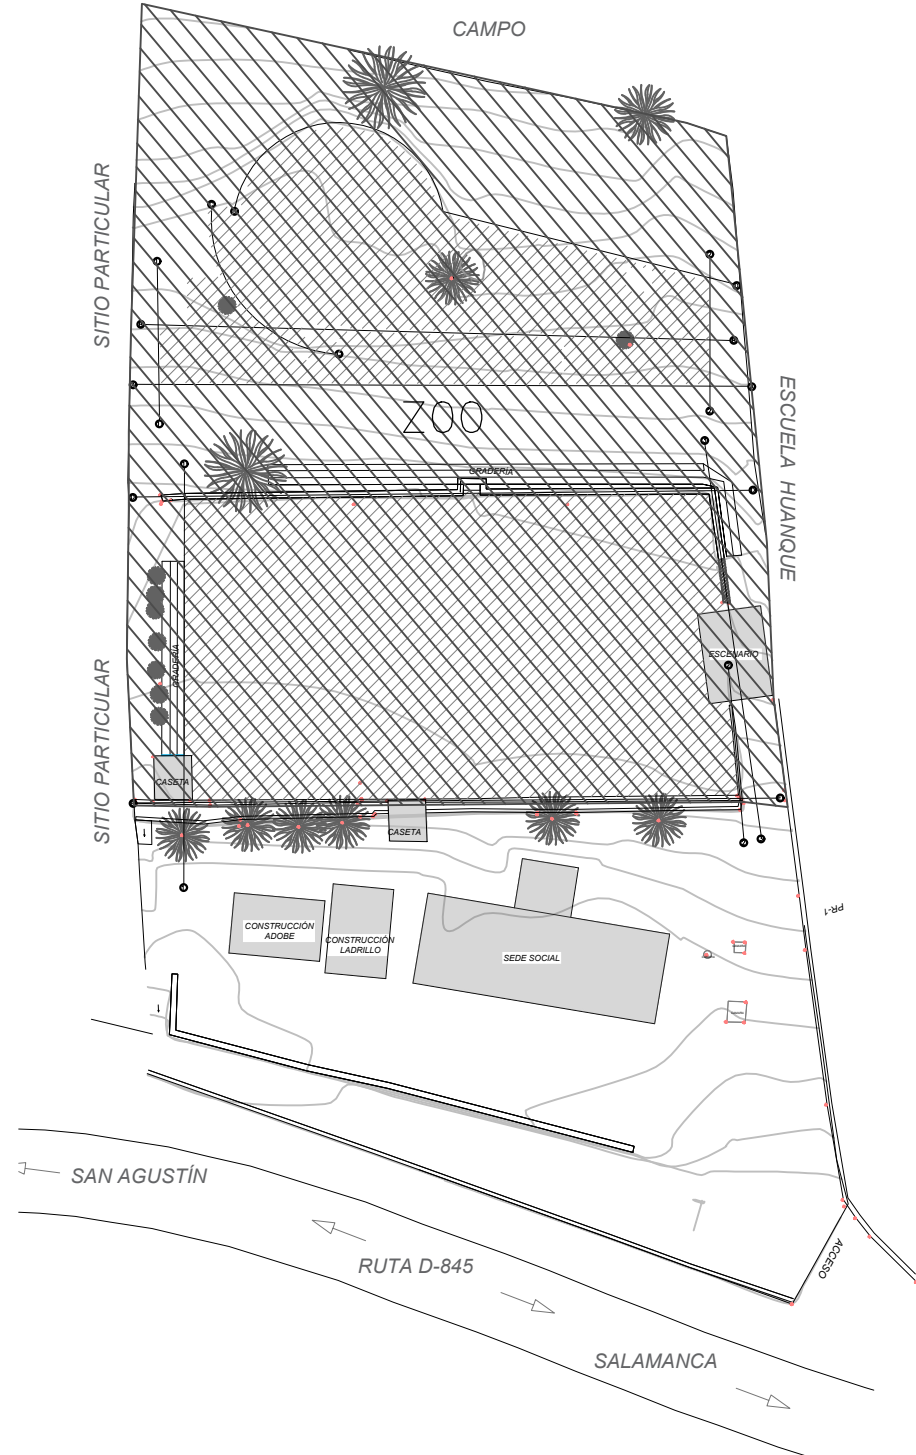 CAMPO
SITIO PARTICULAR
ZOO
ESCUELA HUANQUE
GRADERÍA
GRADERÍA
ESCENARIO
SITIO PARTICULAR
CASETA
CASETA
PR-1
CONSTRUCCIÓN
ADOBE
CONSTRUCCIÓN
LADRILLO
SEDE SOCIAL
SAN AGUSTÍN
RUTA D-845
ACCESO
SALAMANCA